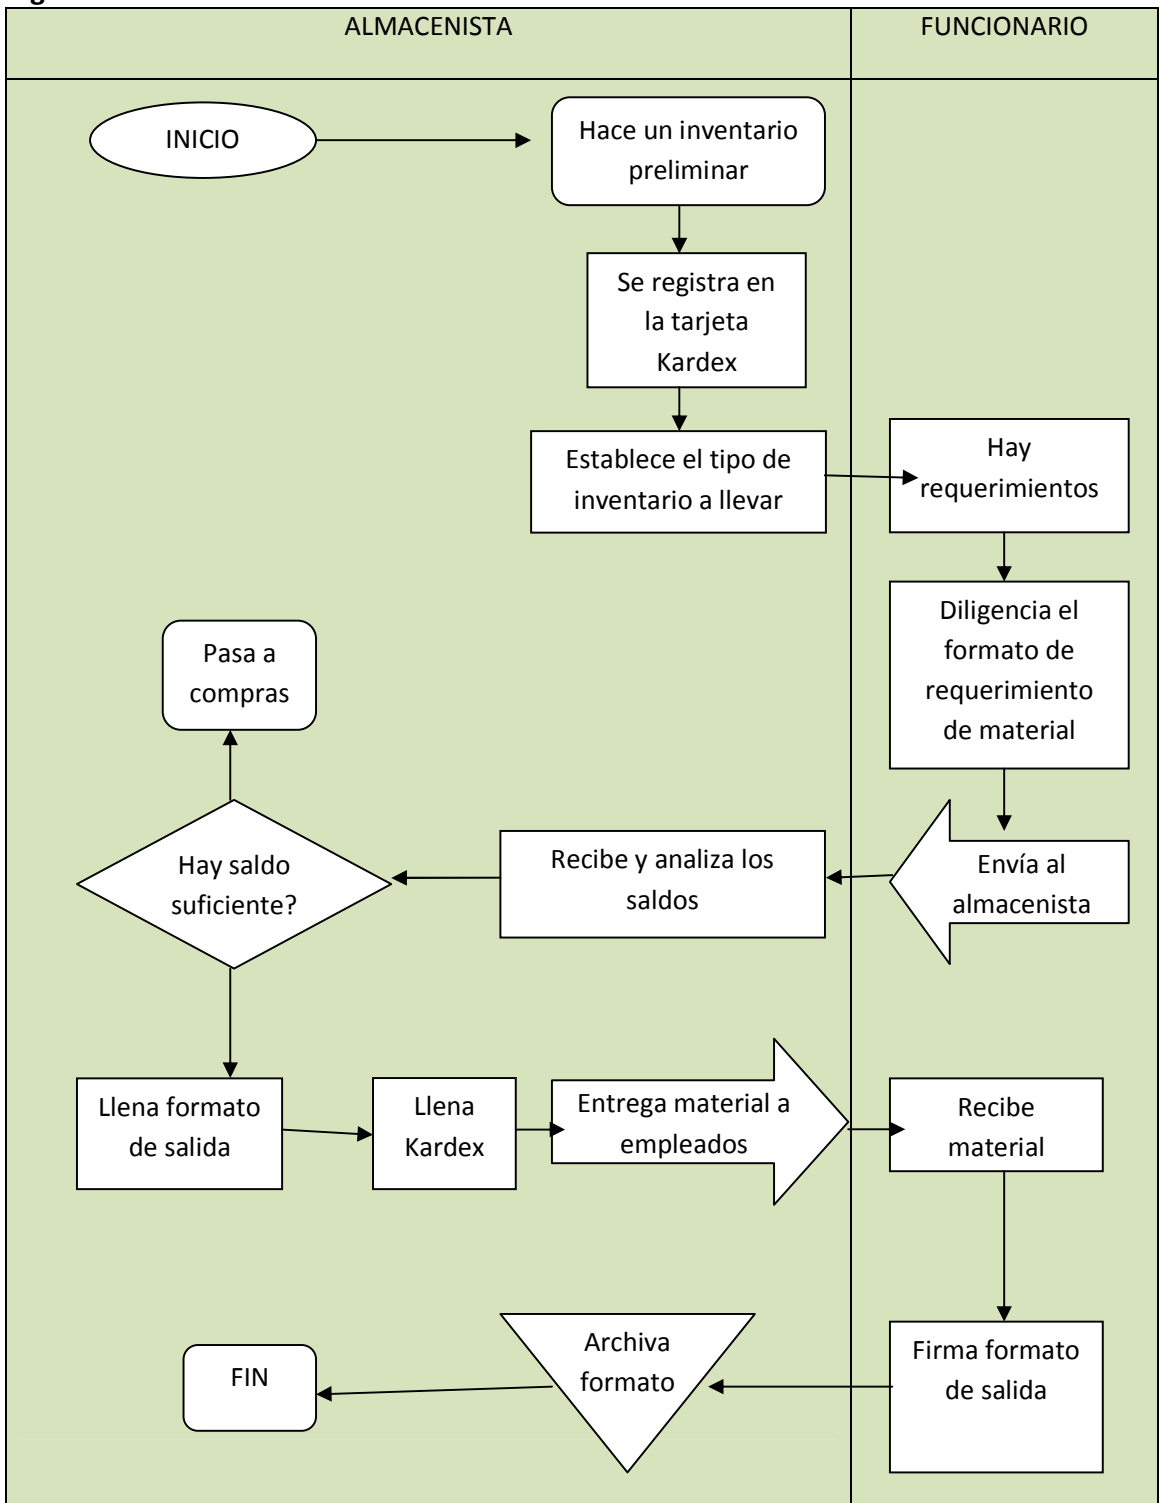 ALMACENISTA
FUNCIONARIO
INICIO
Hace un inventario
preliminar
Se registra en
la tarjeta
Kardex
Establece el tipo de
inventario a llevar
Hay
requerimientos
Diligencia el
formato de
requerimiento
de material
Envía al
almacenista
Recibe y analiza los
saldos
Hay saldo
suficiente?
Pasa a
compras
Llena formato
de salida
Llena
Kardex
Entrega material a
empleados
Recibe
material
Firma formato
de salida
Archiva
formato
FIN